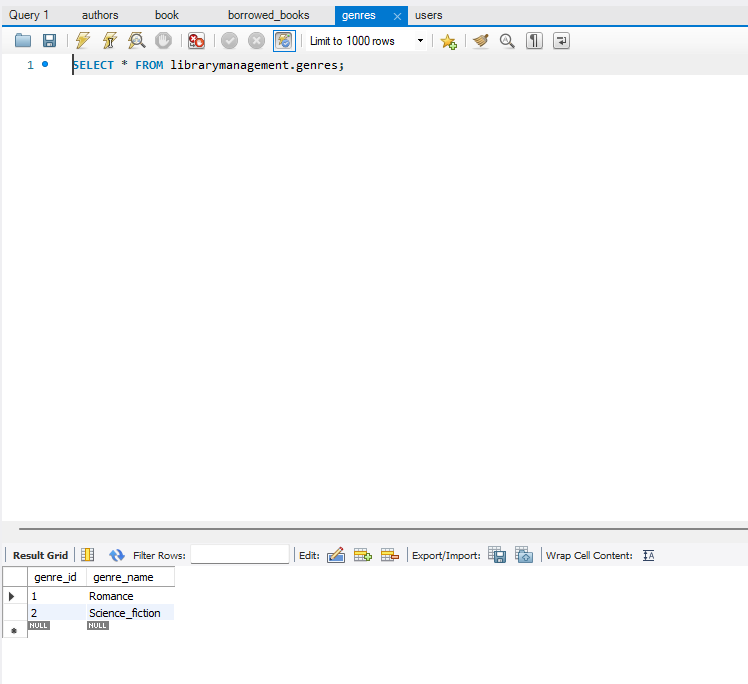 Query 1 authors book borrowed_books genres users
Limit to 1000 rows
1 SELECT * FROM librarymanagement.genres;
Result Grid Filter Rows: Edit: Export/Import: Wrap Cell Content:
genre_id genre_name
1 Romance
2 Science_fiction
NULL NULL